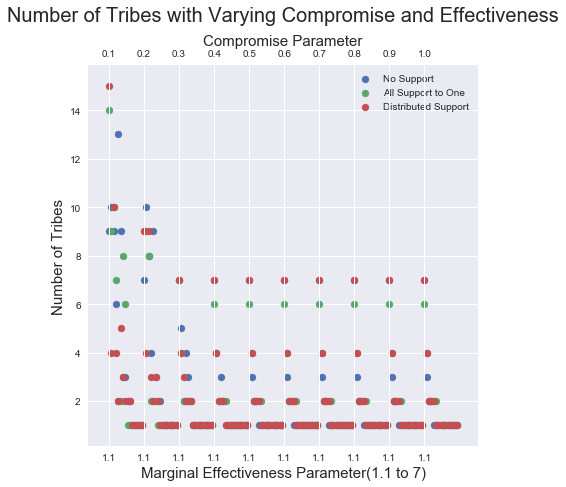 Number of Tribes with Varying Compromise and Effectiveness
Compromise Parameter
0.1 0.2 0.3 0.4 0.5 0.6 0.7 0.8 0.9 1.0
No Support
All Support to One
Distributed Support
14
12
10
8
6
4
2
Number of Tribes
1.1 1.1 1.1 1.1 1.1 1.1 1.1 1.1 1.1 1.1
Marginal Effectiveness Parameter(1.1 to 7)